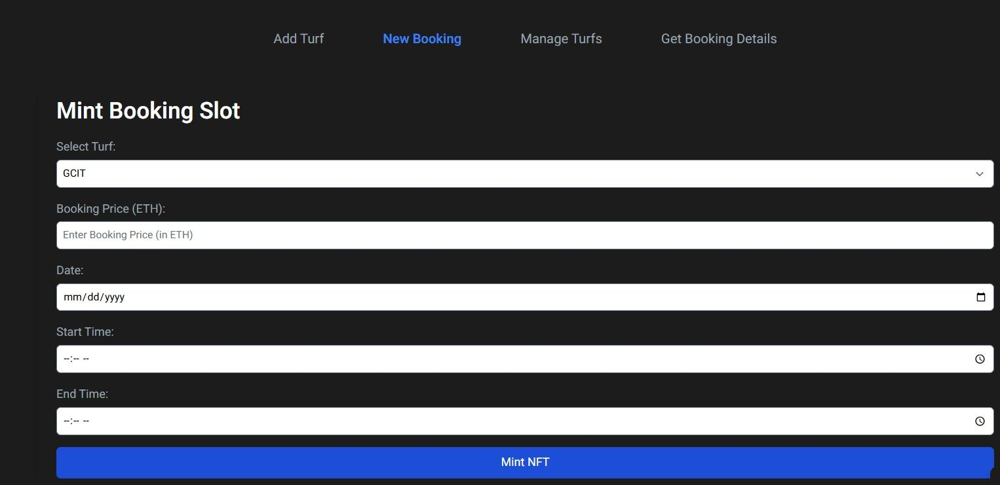 Add Turf New Booking Manage Turfs Get Booking Details
Mint Booking Slot
Select Turf:
GCIT
Booking Price (ETH):
Enter Booking Price (in ETH)
Date:
mm/dd/yyyy
Start Time:
--:-- --
End Time:
--:-- --
Mint NFT